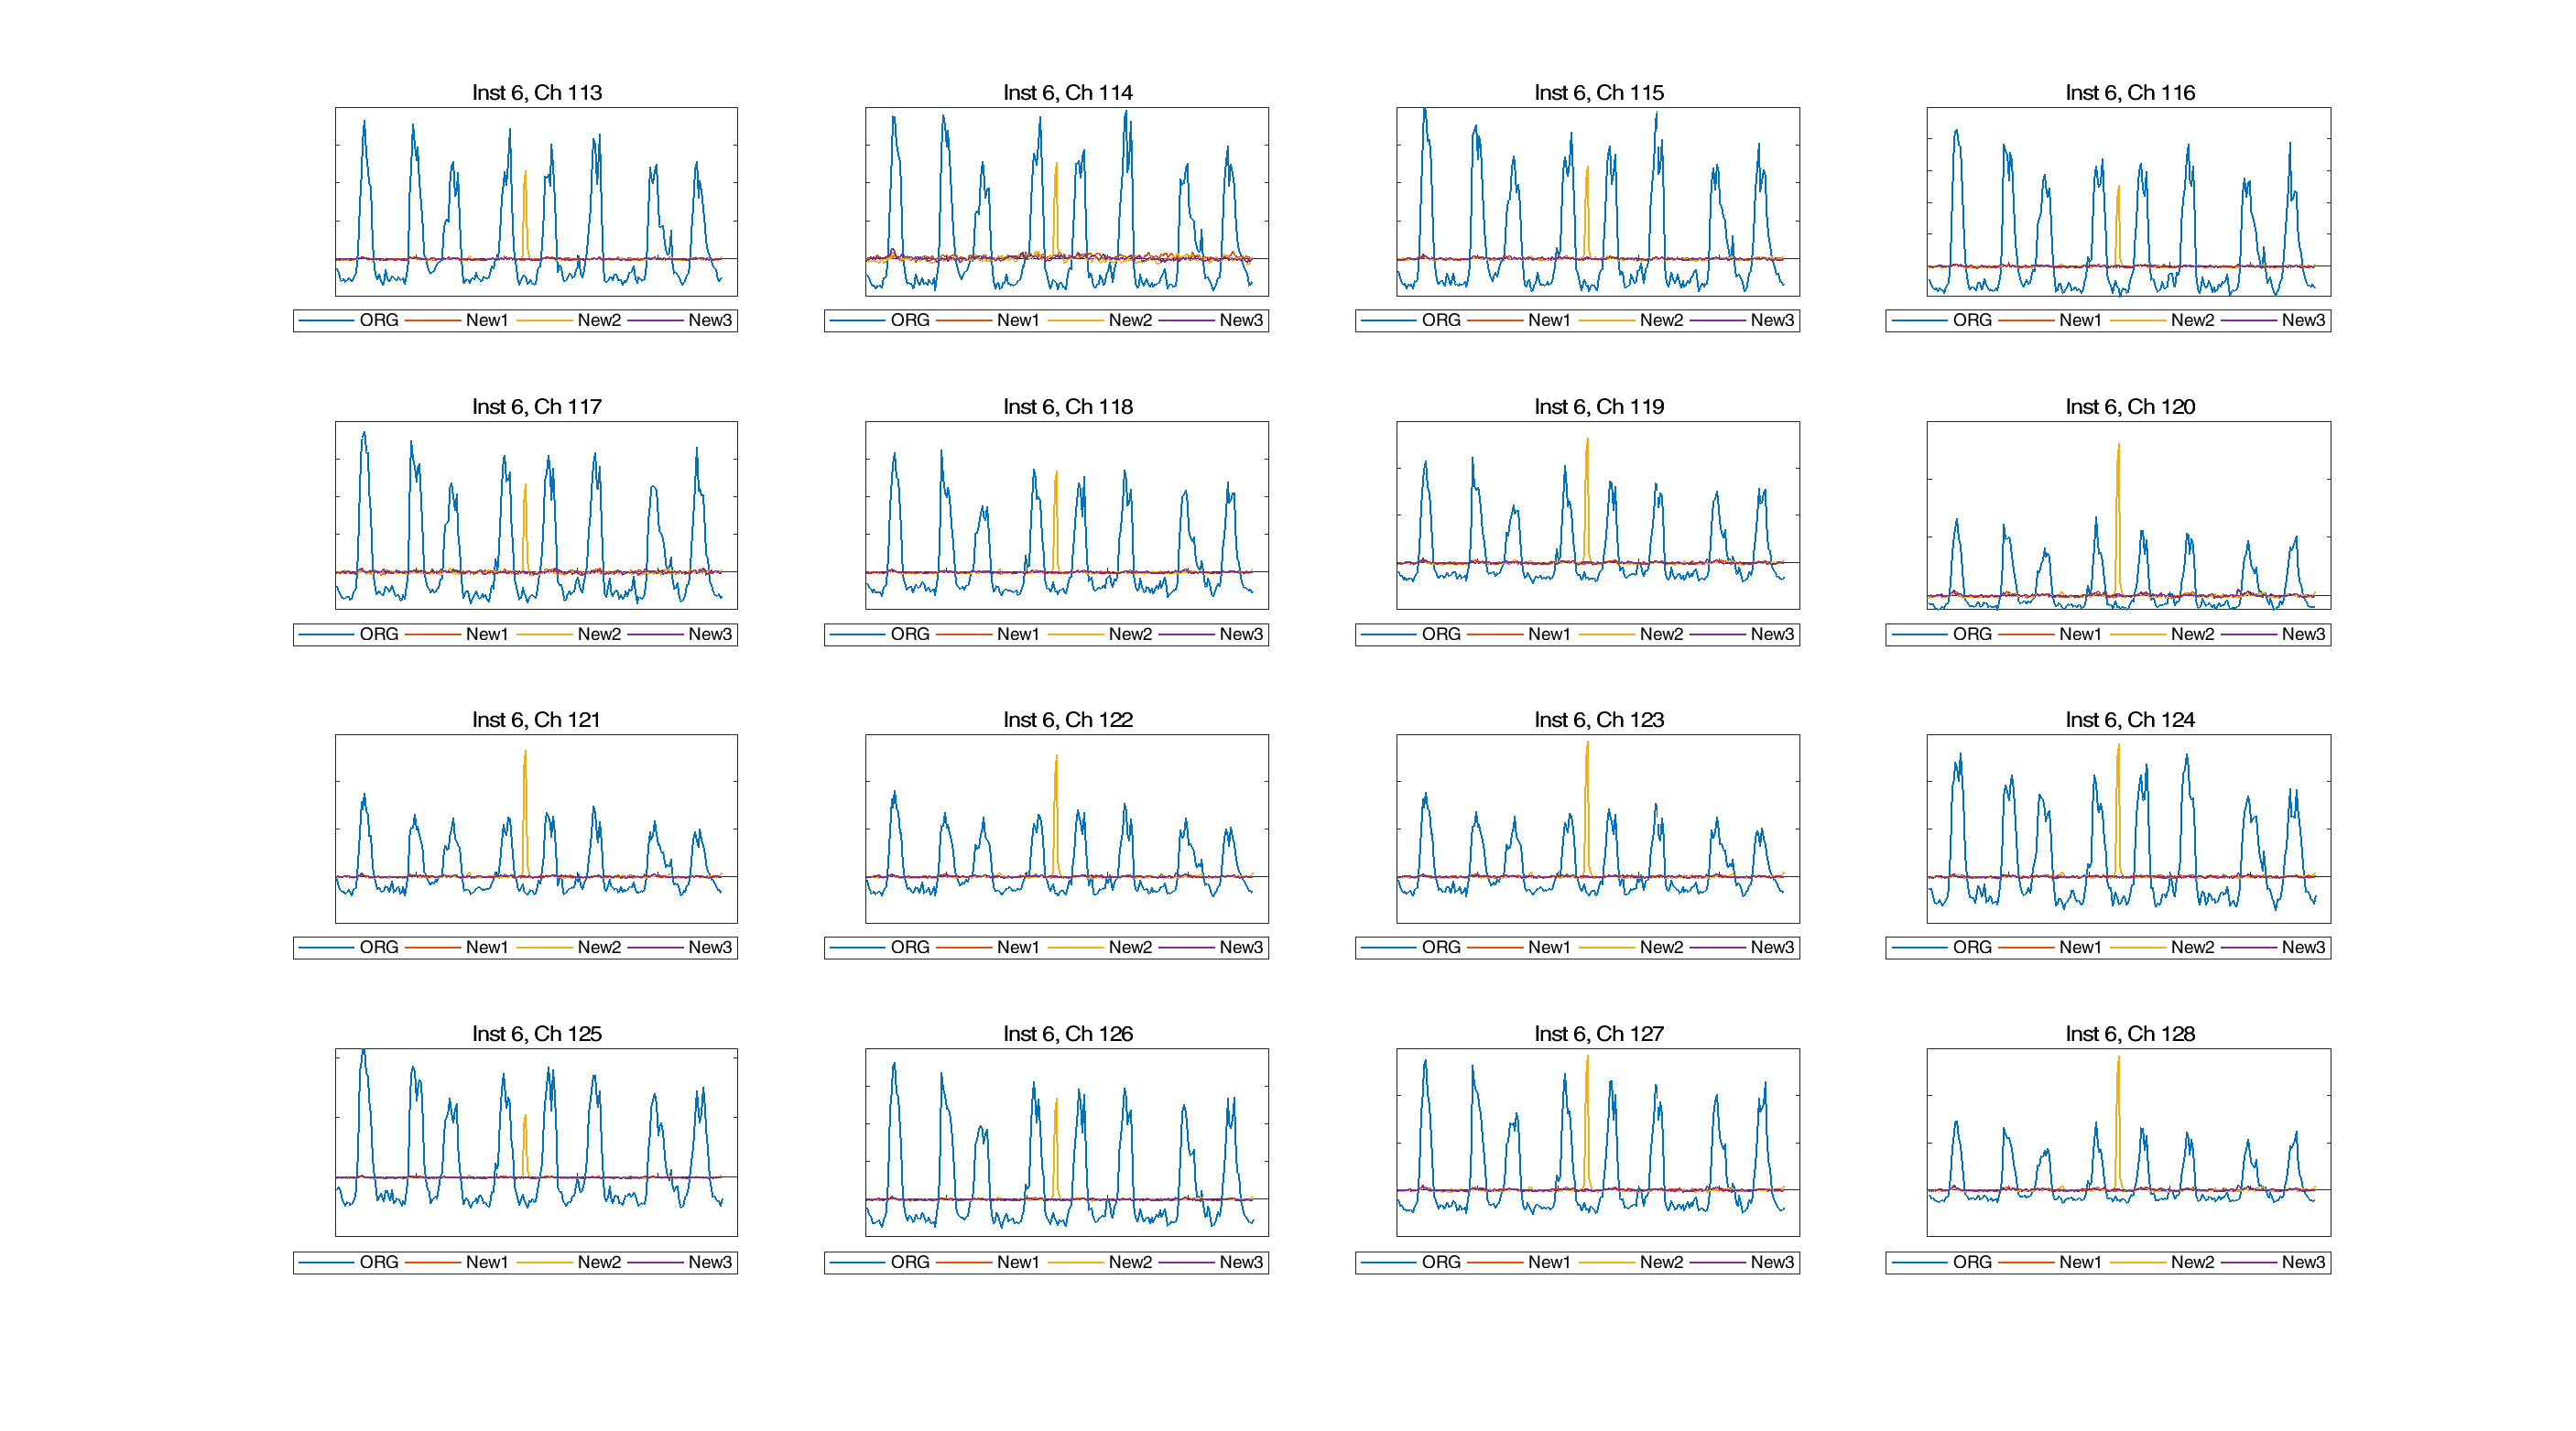 Inst 6, Ch 113
Inst 6, Ch 114
Inst 6, Ch 115
Inst 6, Ch 116
ORG New1 New2 New3
ORG New1 New2 New3
ORG New1 New2 New3
ORG New1 New2 New3
Inst 6, Ch 117
Inst 6, Ch 118
Inst 6, Ch 119
Inst 6, Ch 120
ORG New1 New2 New3
ORG New1 New2 New3
ORG New1 New2 New3
ORG New1 New2 New3
Inst 6, Ch 121
Inst 6, Ch 122
Inst 6, Ch 123
Inst 6, Ch 124
ORG New1 New2 New3
ORG New1 New2 New3
ORG New1 New2 New3
ORG New1 New2 New3
Inst 6, Ch 125
Inst 6, Ch 126
Inst 6, Ch 127
Inst 6, Ch 128
ORG New1 New2 New3
ORG New1 New2 New3
ORG New1 New2 New3
ORG New1 New2 New3